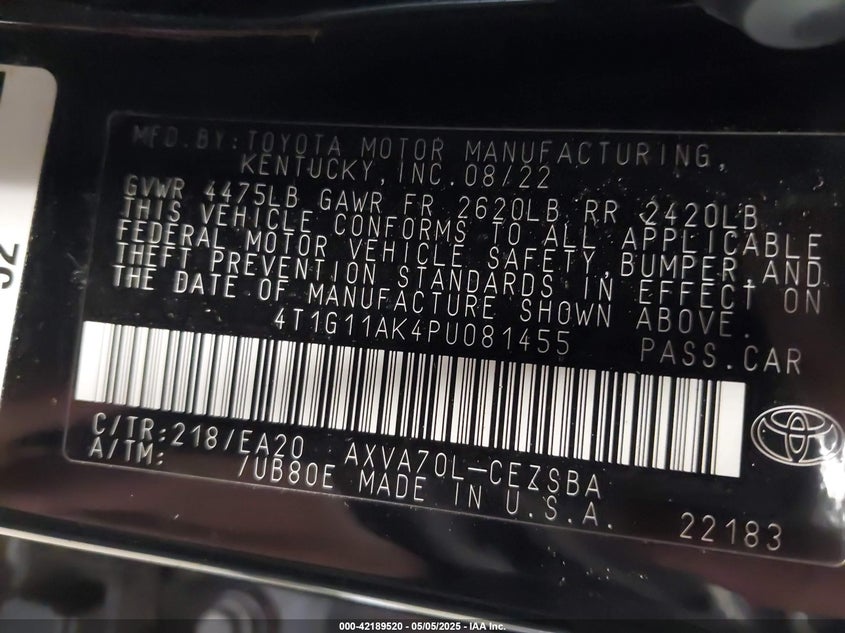 MFD.BY:TOYOTA MOTOR MANUFACTURING,
KENTUCKY,INC.08/22
GVWR 4475LB GAWR FR 2620LB RR 2420LB
THIS VEHICLE CONFORMS TO ALL APPLICABLE
FEDERAL MOTOR VEHICLE SAFETY,BUMPER,AND
THEFT PREVENTION STANDARDS IN EFFECT ON
THE DATE OF MANUFACTURE SHOWN ABOVE.
4T1G11AK4PU081455 PASS.CAR
C/TR:218/EA20 AXVA70L-CEZSBA
A/TM: /UB80E MADE IN U.S.A.
22183
000-42189520 - 05/05/2025 - IAA Inc.